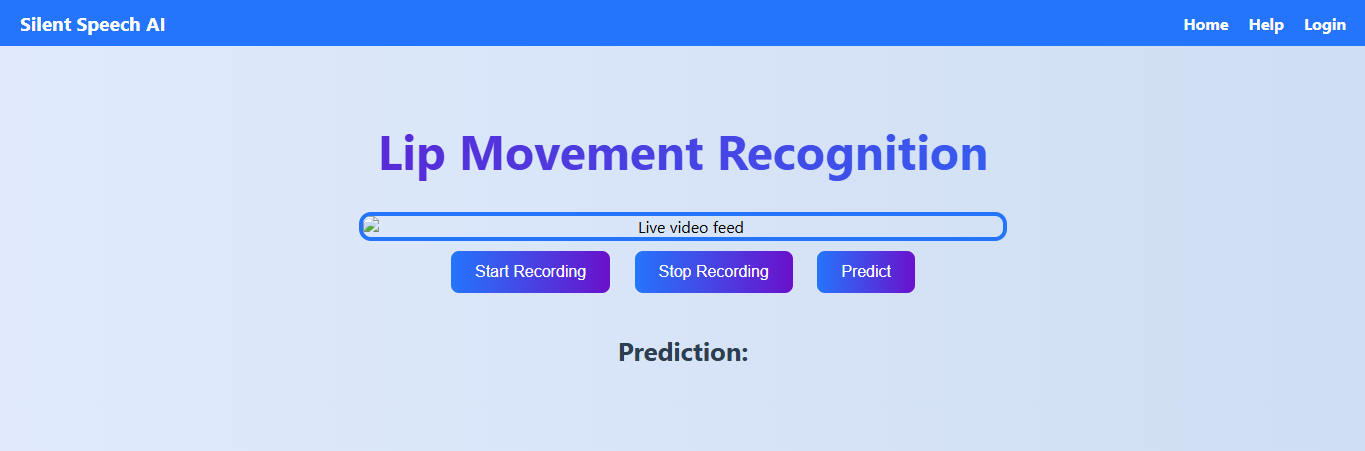 Silent Speech AI Home Help Login
Lip Movement Recognition
Live video feed
Start Recording Stop Recording Predict
Prediction: